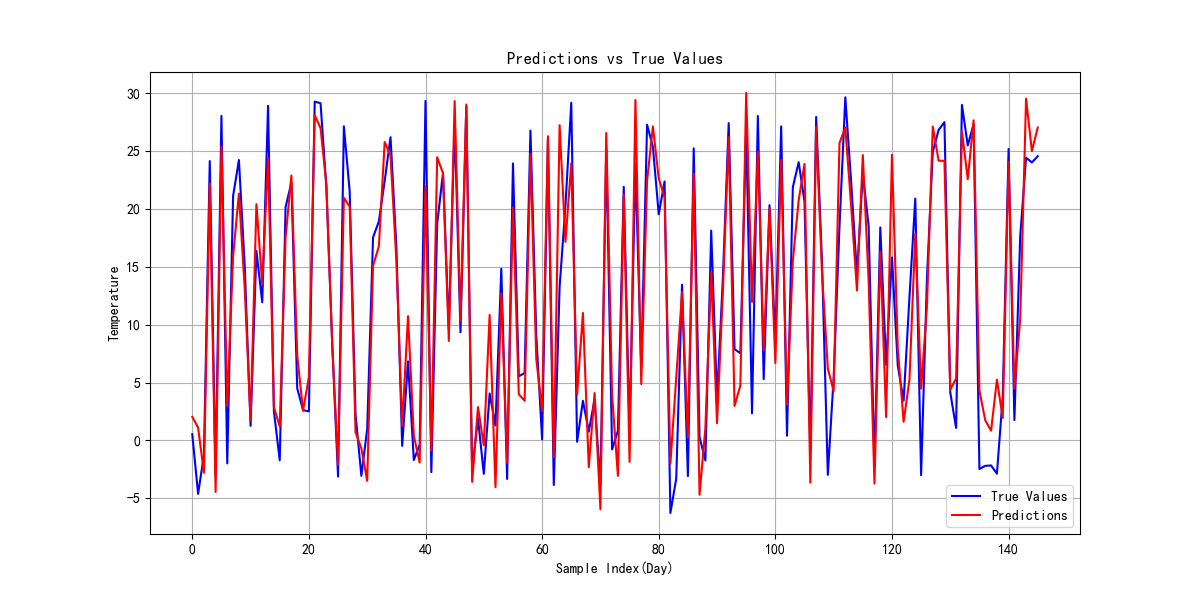 Predictions vs True Values
30
25
20
15
10
5
0
−5
Temperature
0 20 40 60 80 100 120 140
Sample Index(Day)
True Values
Predictions